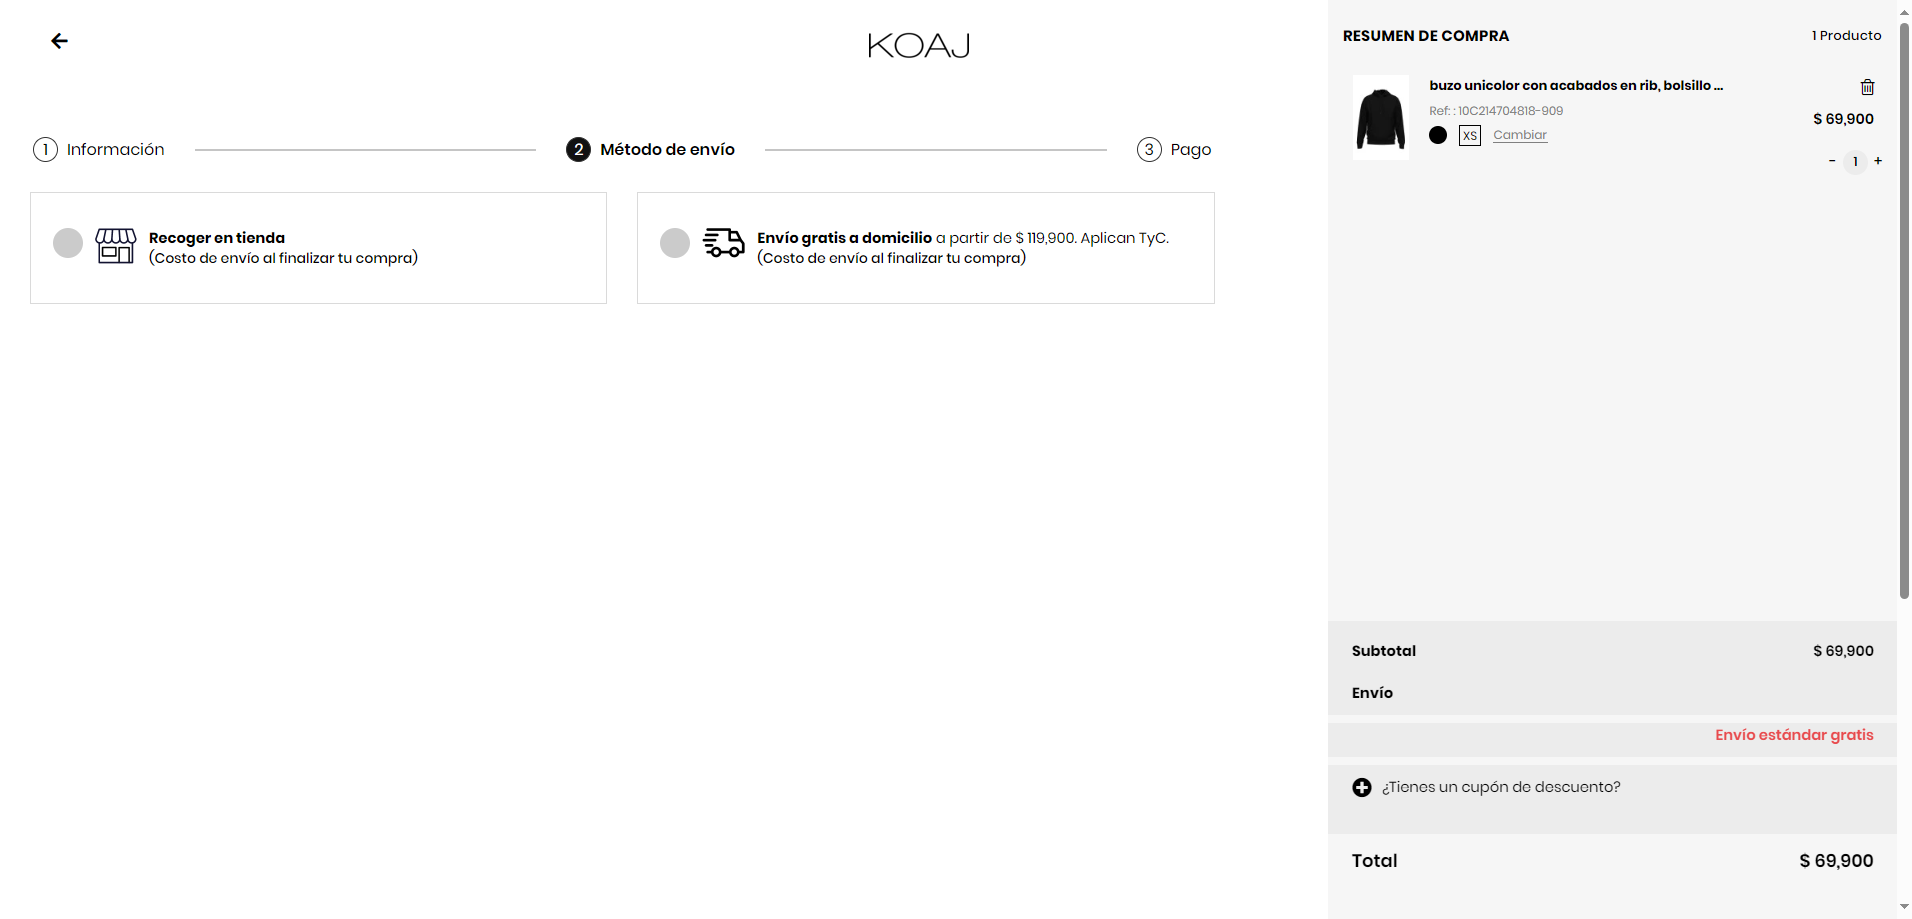 KOAJ
1 Información
2 Método de envío
3 Pago
Recoger en tienda
(Costo de envío al finalizar tu compra)
Envío gratis a domicilio a partir de $ 119,900. Aplican TyC.
(Costo de envío al finalizar tu compra)
RESUMEN DE COMPRA
1 Producto
buzo unicolor con acabados en rib, bolsillo ...
Ref: : 10C214704818-909
$ 69,900
XS Cambiar
- 1 +
Subtotal $ 69,900
Envío
Envío estándar gratis
¿Tienes un cupón de descuento?
Total $ 69,900